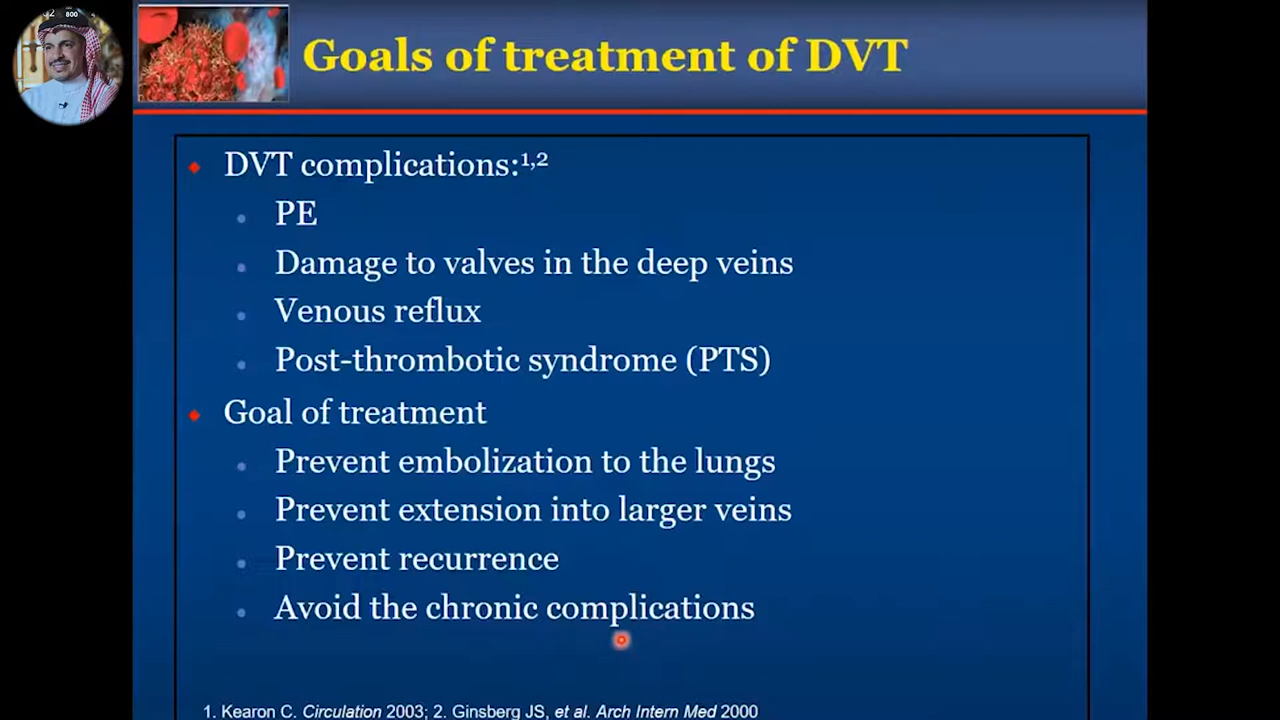 2 800
Goals of treatment of DVT
DVT complications:1,2
PE
Damage to valves in the deep veins
Venous reflux
Post-thrombotic syndrome (PTS)
Goal of treatment
Prevent embolization to the lungs
Prevent extension into larger veins
Prevent recurrence
Avoid the chronic complications
1. Kearon C. Circulation 2003; 2. Ginsberg JS, et al. Arch Intern Med 2000